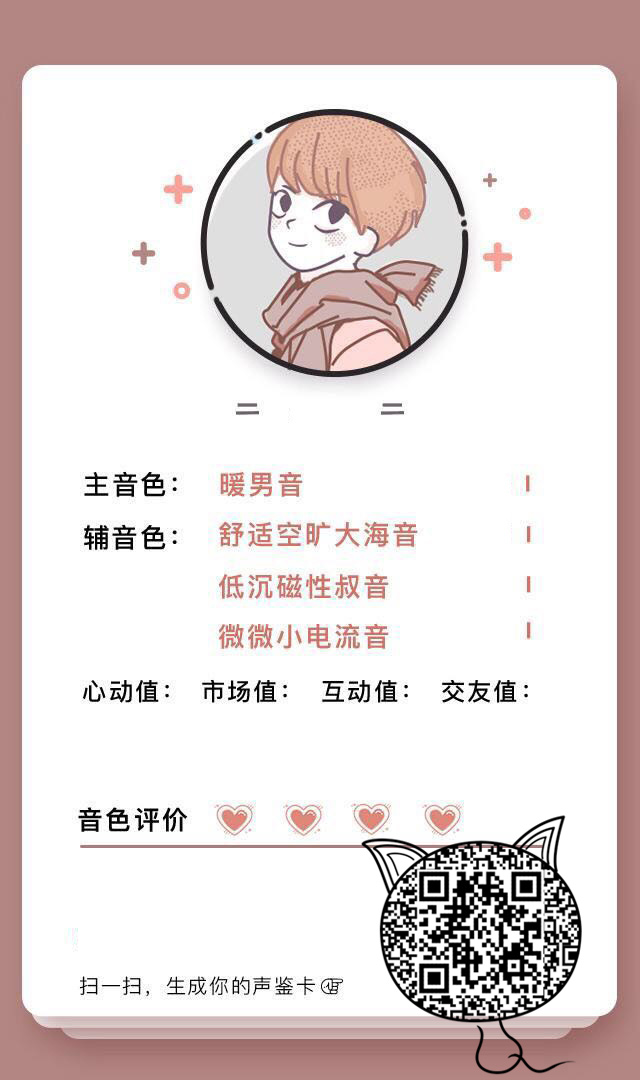 二 二
主音色： 暖男音 I
辅音色： 舒适空旷大海音 I
低沉磁性叔音 I
微微小电流音 I
心动值： 市场值： 互动值： 交友值：
音色评价
扫一扫，生成你的声鉴卡